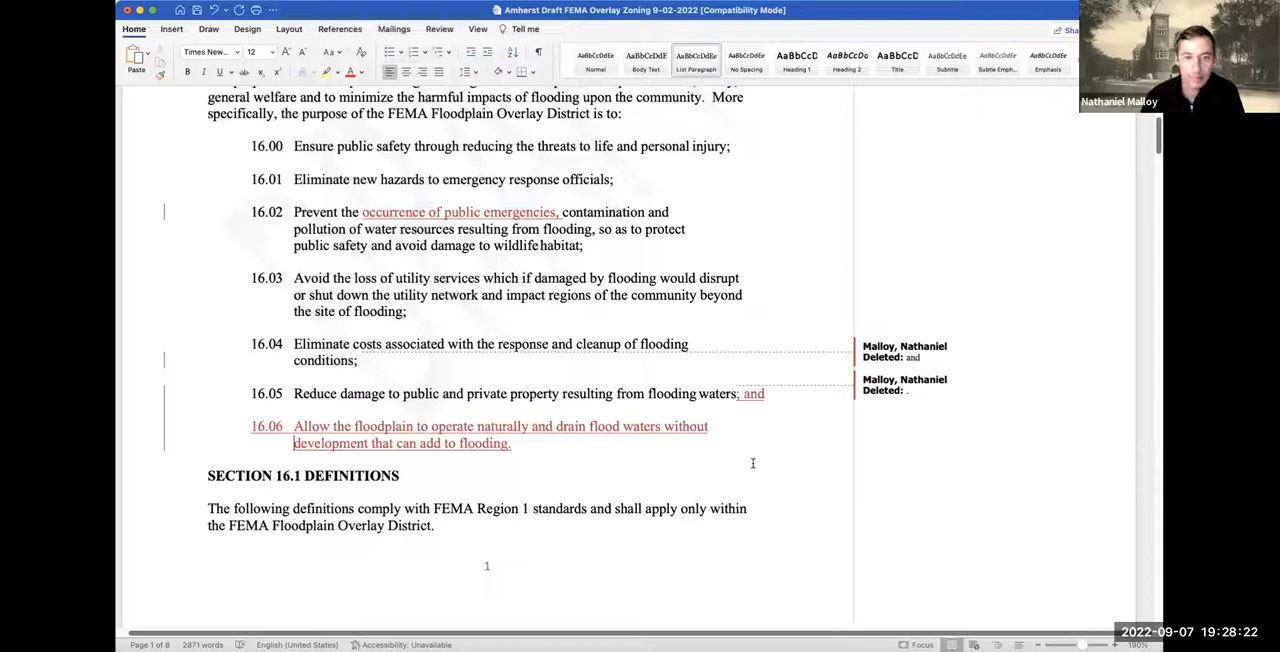 Amherst Draft FEMA Overlay Zoning 9-02-2022 [Compatibility Mode]
Home Insert Draw Design Layout References Mailings Review View Tell me
Sha
Paste
Times New... 12
AaBbCcDdEe AaBbCcDdEe AaBbCcDdEe AaBbCcDdEe AaBbCcD AaBbCcDc AaBbCcD AaBbCcDdEe AaBbCcDdEe AaBbCcDdEe
Normal Body Text List Paragraph No Spacing Heading 1 Heading 2 Title Subtitle Subtle Emph... Emphasis
Nathaniel Malloy
general welfare and to minimize the harmful impacts of flooding upon the community. More
specifically, the purpose of the FEMA Floodplain Overlay District is to:
16.00 Ensure public safety through reducing the threats to life and personal injury;
16.01 Eliminate new hazards to emergency response officials;
16.02 Prevent the occurrence of public emergencies, contamination and
pollution of water resources resulting from flooding, so as to protect
public safety and avoid damage to wildlife habitat;
16.03 Avoid the loss of utility services which if damaged by flooding would disrupt
or shut down the utility network and impact regions of the community beyond
the site of flooding;
16.04 Eliminate costs associated with the response and cleanup of flooding
conditions;
16.05 Reduce damage to public and private property resulting from flooding waters; and
16.06 Allow the floodplain to operate naturally and drain flood waters without
development that can add to flooding.
SECTION 16.1 DEFINITIONS
The following definitions comply with FEMA Region 1 standards and shall apply only within
the FEMA Floodplain Overlay District.
1
Malloy, Nathaniel
Deleted: and
Malloy, Nathaniel
Deleted: .
Page 1 of 8 2871 words English (United States) Accessibility: Unavailable Focus 190%
2022-09-07 19:28:22